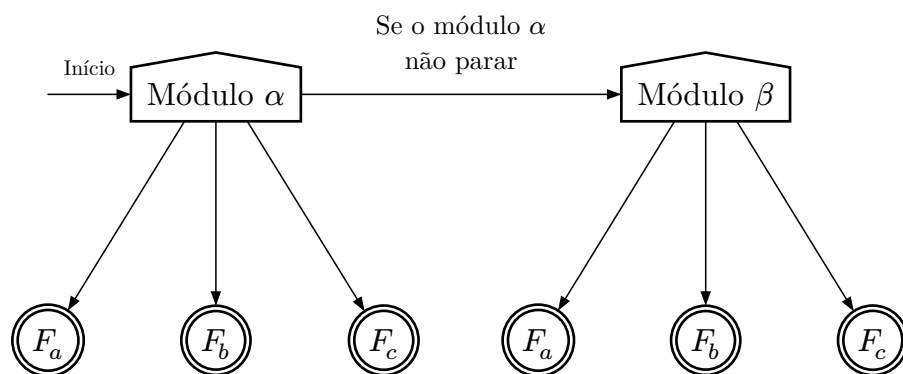 Se o módulo α
não parar
Início
Módulo α
Módulo β
F_a
F_b
F_c
F_a
F_b
F_c